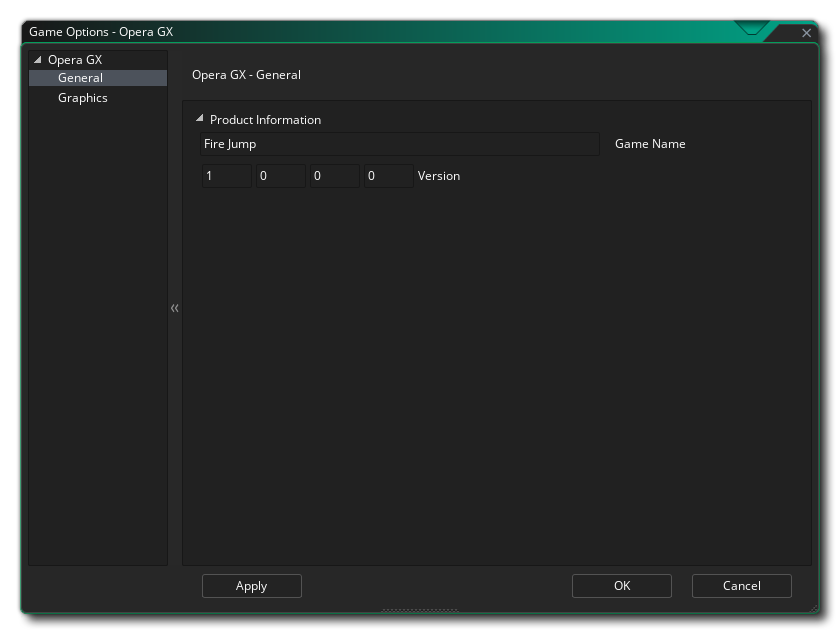 Game Options - Opera GX
Opera GX
General
Graphics
Opera GX - General
Product Information
Fire Jump
Game Name
1 0 0 0 Version
Apply OK Cancel